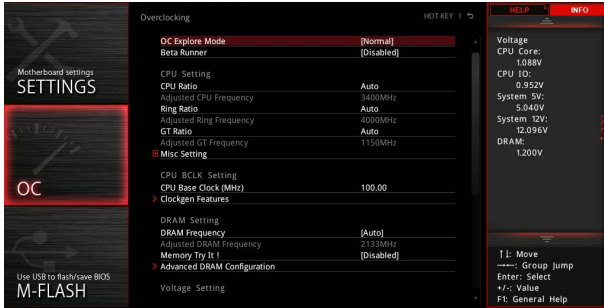 Overclocking
HOT KEY
HELP
INFO
Motherboard settings
SETTINGS
OC
Use USB to flash/save BIOS
M-FLASH
OC Explore Mode [Normal]
Beta Runner [Disabled]
CPU Setting
CPU Ratio Auto
Adjusted CPU Frequency 3400MHz
Ring Ratio Auto
Adjusted Ring Frequency 4000MHz
GT Ratio Auto
Adjusted GT Frequency 1150MHz
Misc Setting
CPU BCLK Setting
CPU Base Clock (MHz) 100.00
Clockgen Features
DRAM Setting
DRAM Frequency [Auto]
Adjusted DRAM Frequency 2133MHz
Memory Try It ! [Disabled]
Advanced DRAM Configuration
Voltage Setting
Voltage
CPU Core:
1.088V
CPU IO:
0.952V
System 5V:
5.040V
System 12V:
12.096V
DRAM:
1.200V
↑↓: Move
→←: Group Jump
Enter: Select
+/-: Value
F1: General Help